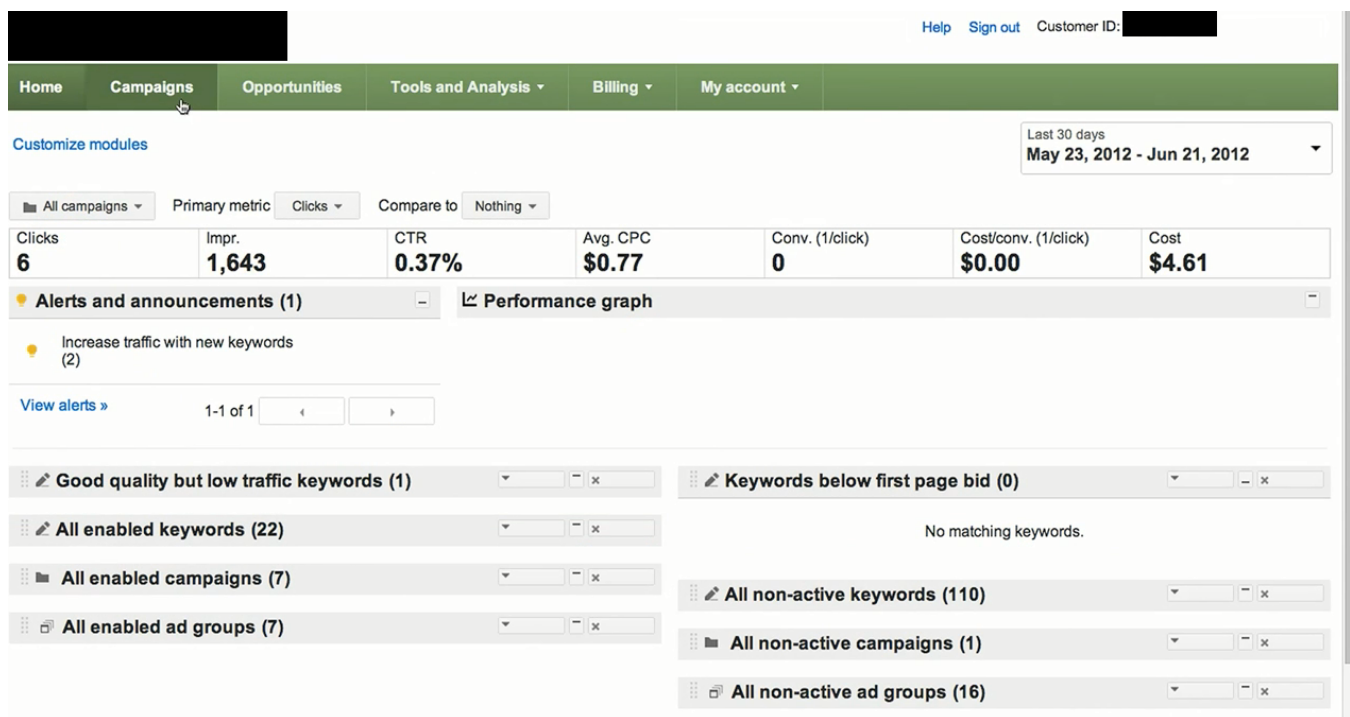 Help Sign out Customer ID:
Home Campaigns Opportunities Tools and Analysis Billing My account
Customize modules
Last 30 days
May 23, 2012 - Jun 21, 2012
All campaigns Primary metric Clicks Compare to Nothing
Clicks Impr. CTR Avg. CPC Conv. (1/click) Cost/conv. (1/click) Cost
6 1,643 0.37% $0.77 0 $0.00 $4.61
Alerts and announcements (1)
Performance graph
Increase traffic with new keywords
(2)
View alerts »
1-1 of 1
Good quality but low traffic keywords (1)
All enabled keywords (22)
All enabled campaigns (7)
All enabled ad groups (7)
Keywords below first page bid (0)
No matching keywords.
All non-active keywords (110)
All non-active campaigns (1)
All non-active ad groups (16)